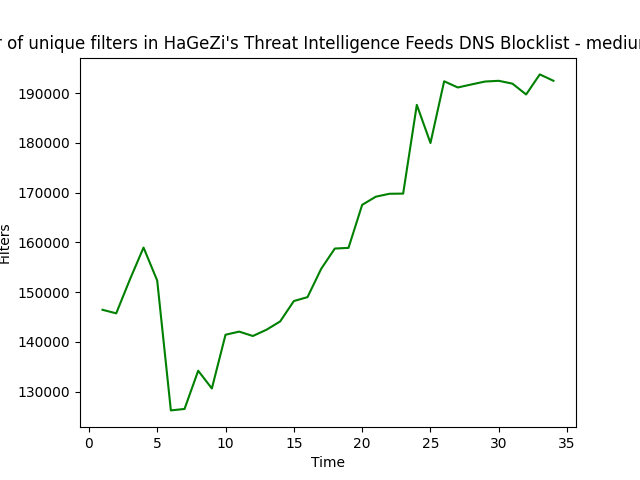 r of unique filters in HaGeZi's Threat Intelligence Feeds DNS Blocklist - medium
190000
180000
170000
160000
150000
140000
130000
Filters
0 5 10 15 20 25 30 35
Time